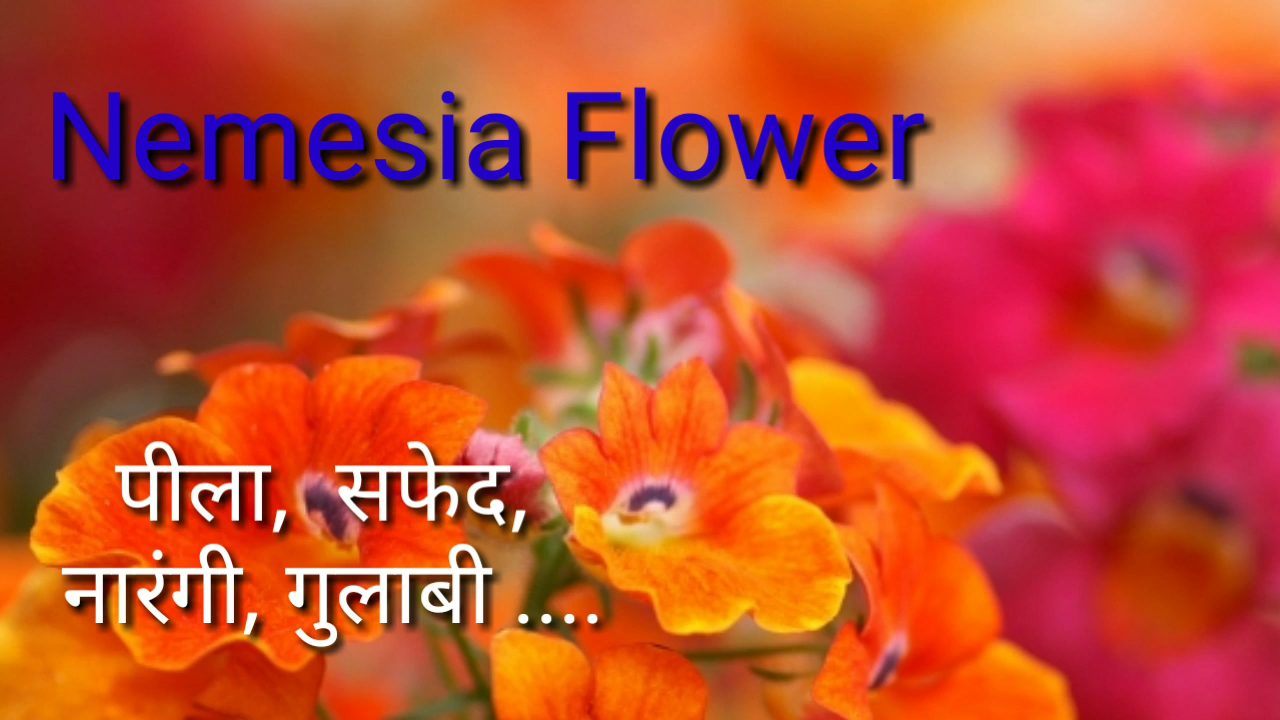 Nemesia Flower
पीला, सफेद,
नारंगी, गुलाबी ....